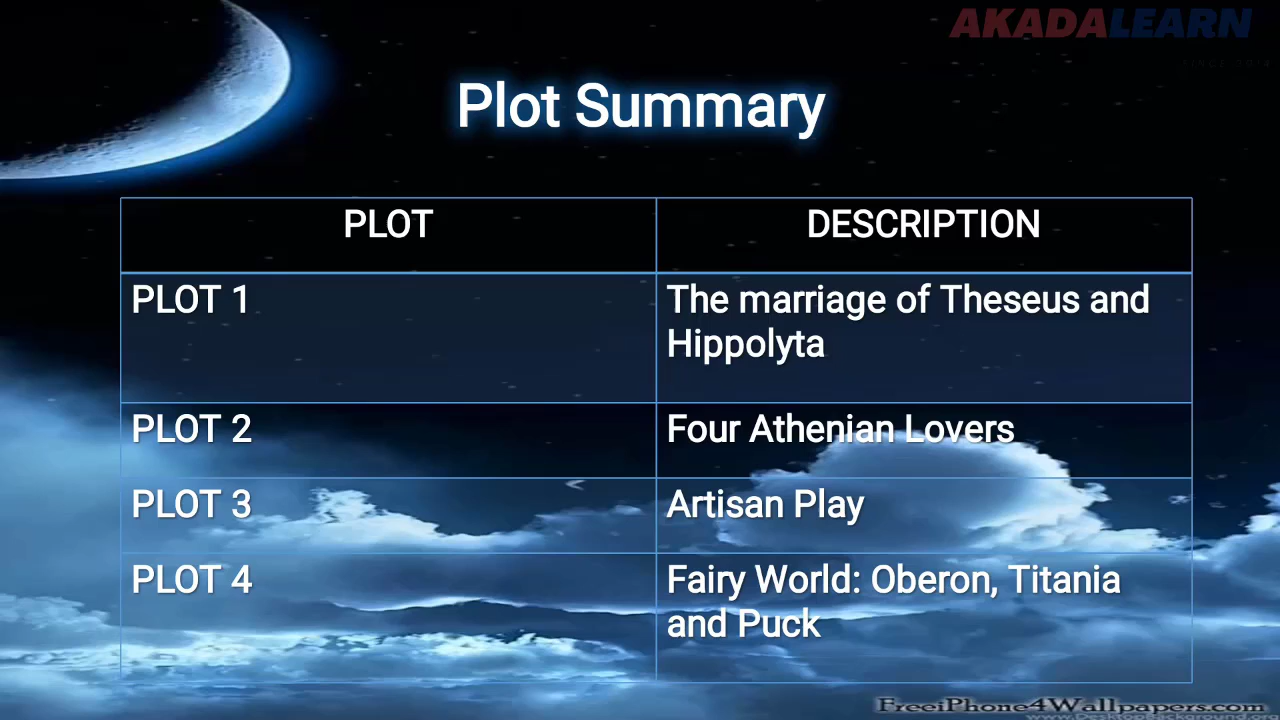 AKADALEARN
Plot Summary
PLOT
DESCRIPTION
PLOT 1
The marriage of Theseus and
Hippolyta
PLOT 2
Four Athenian Lovers
PLOT 3
Artisan Play
PLOT 4
Fairy World: Oberon, Titania
and Puck
FreeiPhone4Wallpapers.com